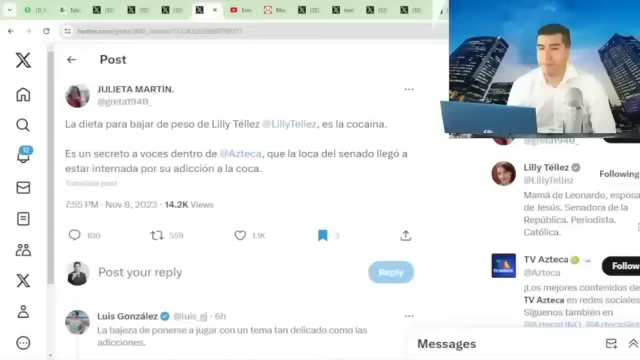 Post
JULIETA MARTÍN.
@greta1940_
La dieta para bajar de peso de Lilly Téllez @LillyTellez, es la cocaína.
Es un secreto a voces dentro de @Azteca, que la loca del senado llegó a
estar internada por su adicción a la coca.
Translate post
7:55 PM · Nov 8, 2023 · 14.2K Views
100
559
1.1K
3
Post your reply
Reply
Luis González @luis_gj · 6h
La bajeza de ponerse a jugar con un tema tan delicado como las
adicciones.
@greta1940_
Lilly Téllez
@LillyTellez
Following
Mamá de Leonardo, esposa
de Jesús. Senadora de la
República. Periodista.
Católica.
TV Azteca
@Azteca
Follow
¡Los mejores contenidos de
TV Azteca en redes sociales
Síguenos también en
Messages